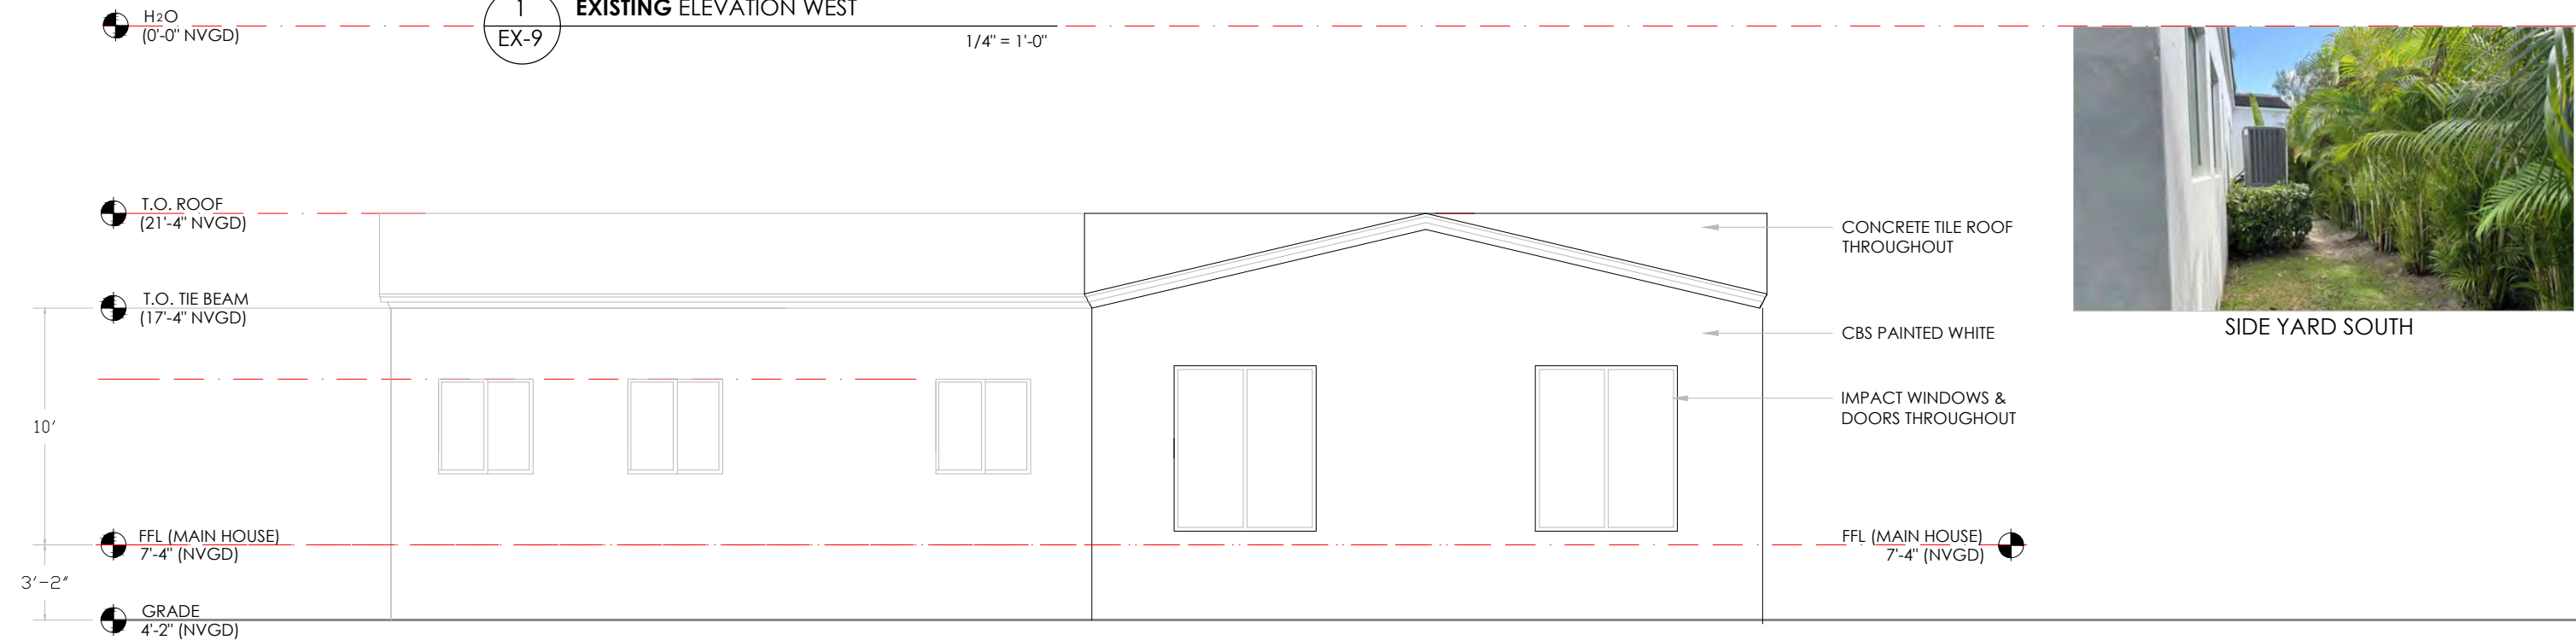 H2O
(0'-0" NVGD)
1
EX-9
EXISTING ELEVATION WEST
1/4" = 1'-0"
T.O. ROOF
(21'-4" NVGD)
T.O. TIE BEAM
(17'-4" NVGD)
10'
FFL (MAIN HOUSE)
7'-4" (NVGD)
3'-2"
GRADE
4'-2" (NVGD)
CONCRETE TILE ROOF
THROUGHOUT
CBS PAINTED WHITE
IMPACT WINDOWS &
DOORS THROUGHOUT
FFL (MAIN HOUSE)
7'-4" (NVGD)
SIDE YARD SOUTH